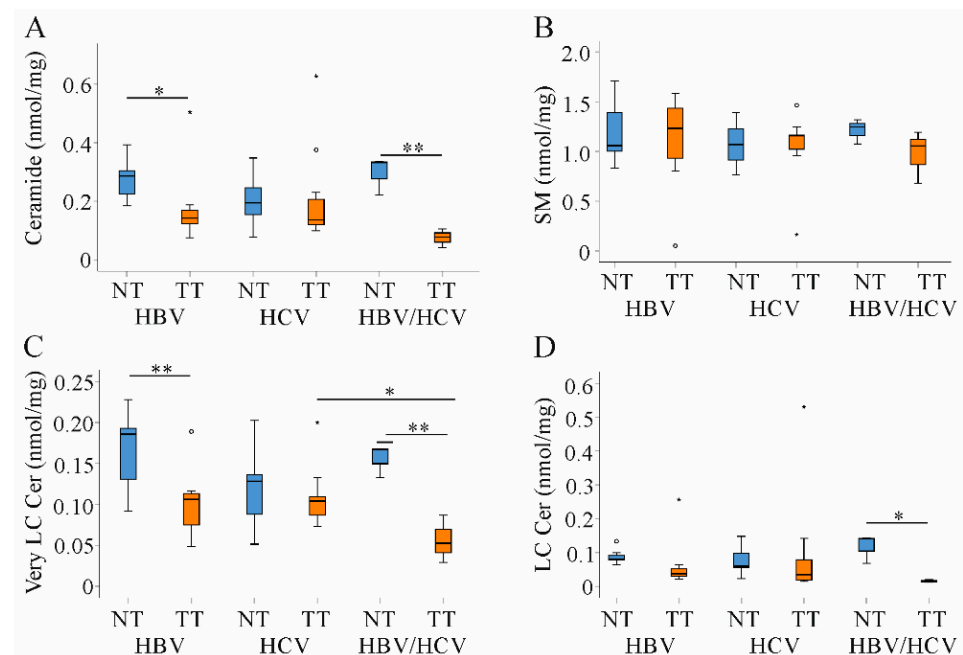 A
Ceramide (nmol/mg)
0.6
0.4
0.2
0
*
**
NT TT NT TT NT TT
HBV HCV HBV/HCV
B
SM (nmol/mg)
2.0
1.5
1.0
0.5
0
NT TT NT TT NT TT
HBV HCV HBV/HCV
C
Very LC Cer (nmol/mg)
0.25
0.20
0.15
0.10
0.05
0
**
*
**
NT TT NT TT NT TT
HBV HCV HBV/HCV
D
LC Cer (nmol/mg)
0.6
0.5
0.4
0.3
0.2
0.1
0
*
NT TT NT TT NT TT
HBV HCV HBV/HCV